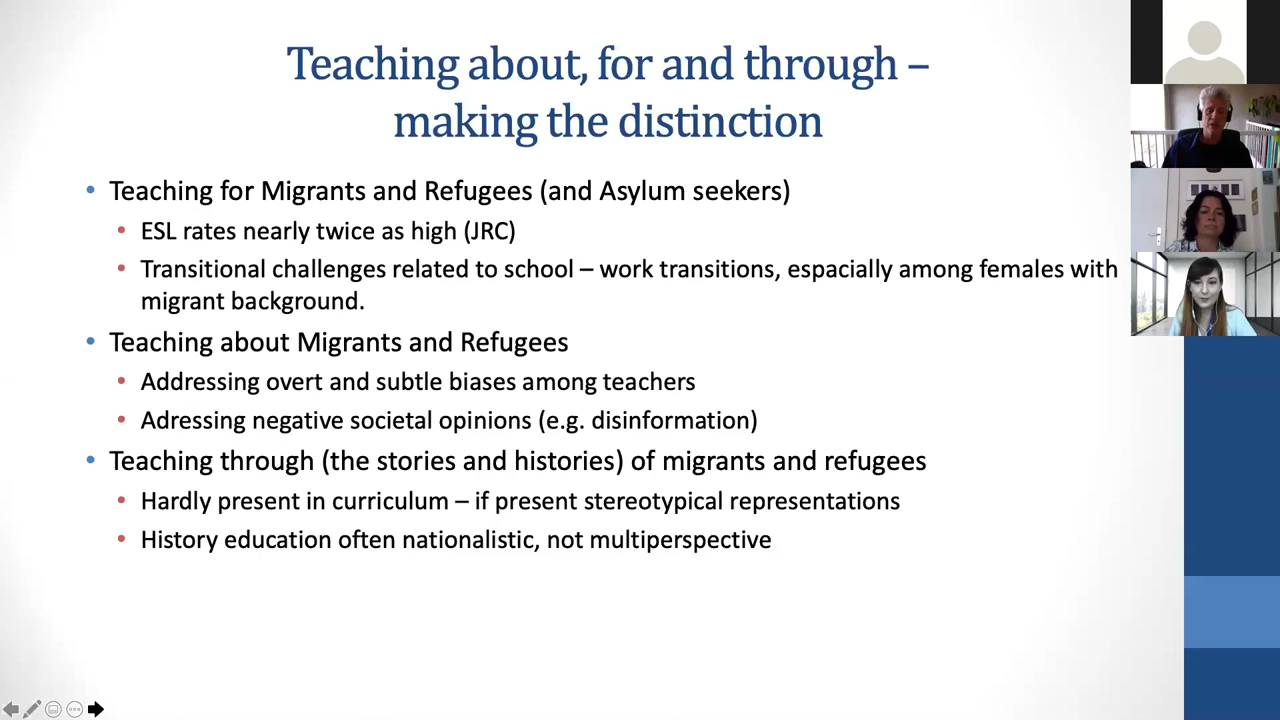 Teaching about, for and through –
making the distinction
• Teaching for Migrants and Refugees (and Asylum seekers)
• ESL rates nearly twice as high (JRC)
• Transitional challenges related to school – work transitions, espacially among females with
migrant background.
• Teaching about Migrants and Refugees
• Addressing overt and subtle biases among teachers
• Adressing negative societal opinions (e.g. disinformation)
• Teaching through (the stories and histories) of migrants and refugees
• Hardly present in curriculum – if present stereotypical representations
• History education often nationalistic, not multiperspective